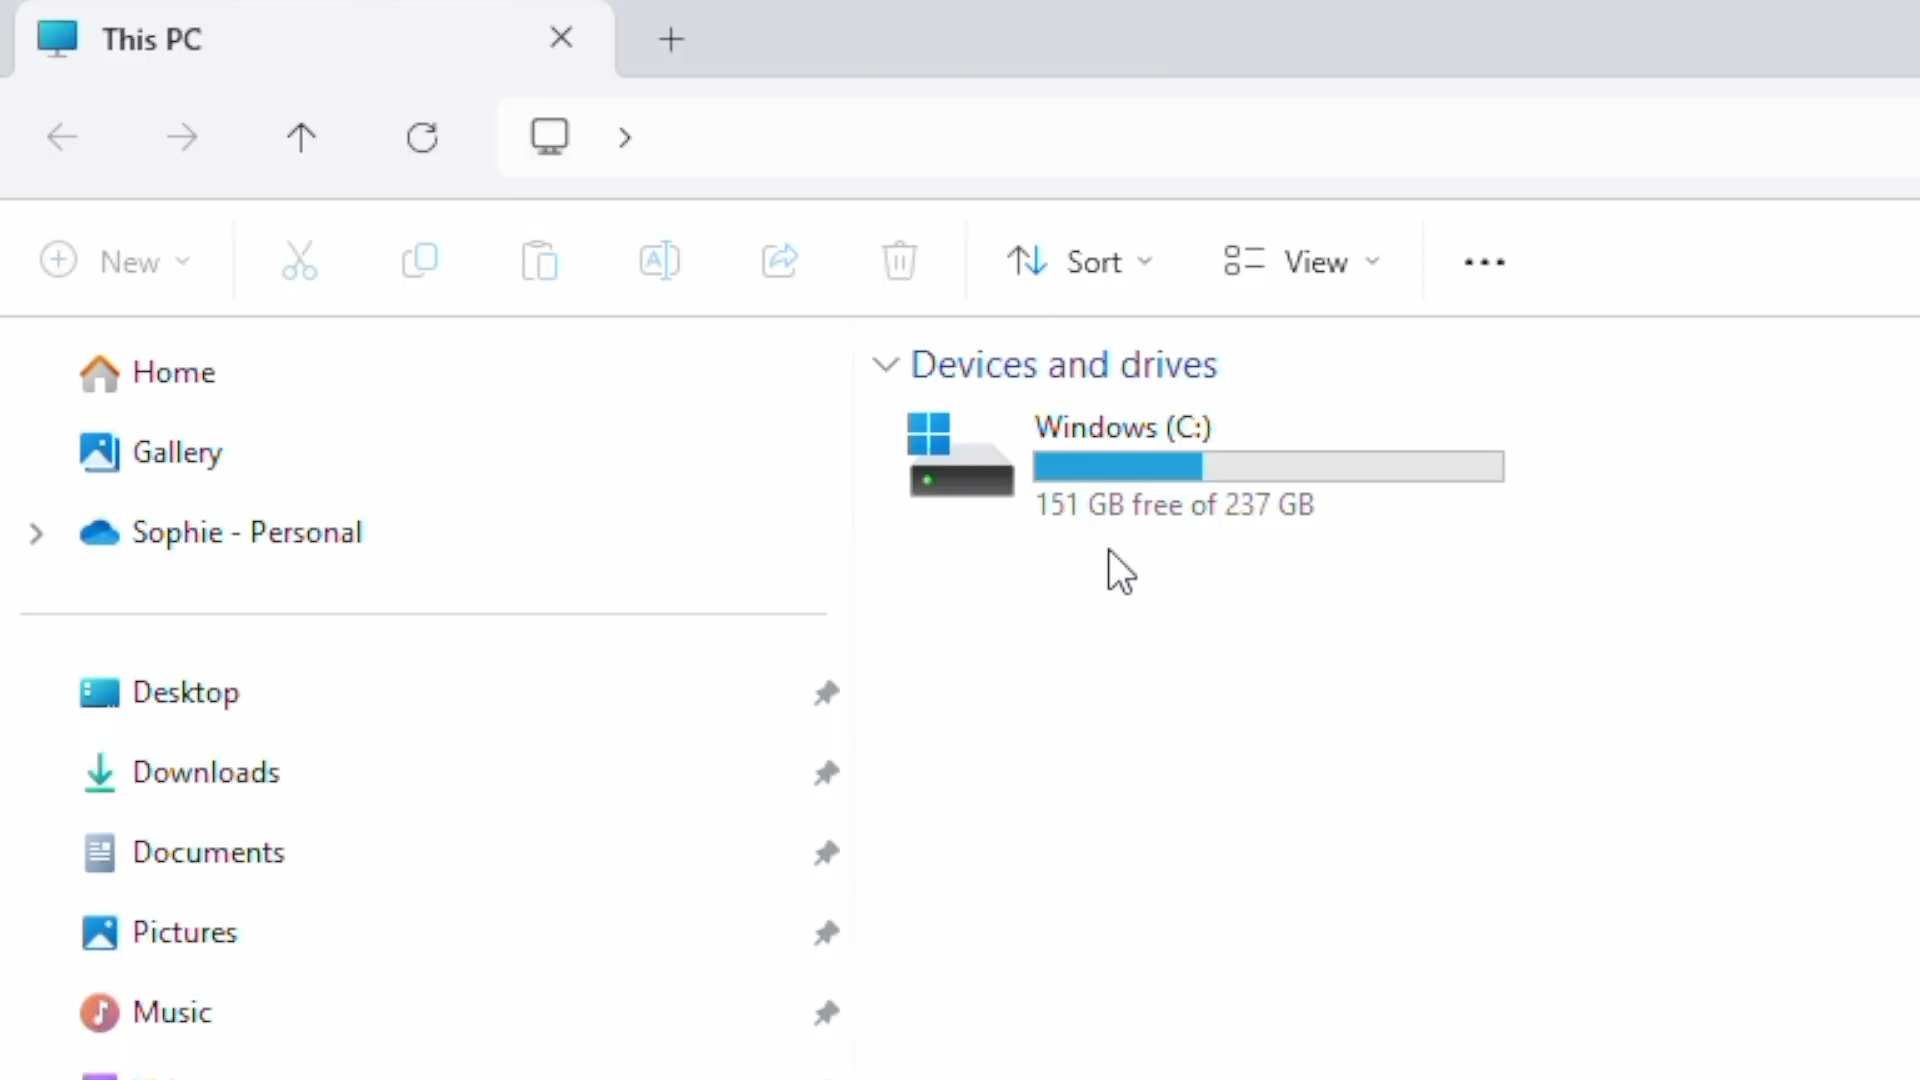 This PC
New
Sort
View
Home
Gallery
Sophie - Personal
Desktop
Downloads
Documents
Pictures
Music
Devices and drives
Windows (C:)
151 GB free of 237 GB